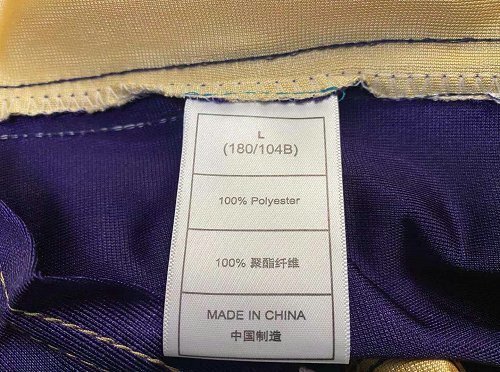 L
(180/104B)
100% Polyester
100% 聚酯纤维
MADE IN CHINA
中国制造